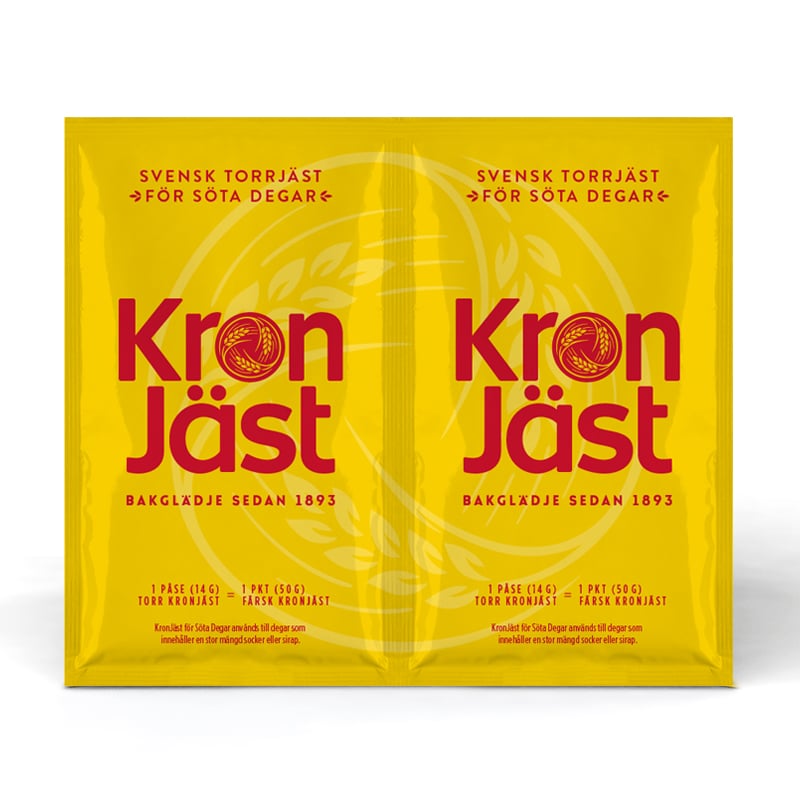 SVENSK TORRJÄST
FÖR SÖTA DEGAR
Kron
Jäst
BAKGLÄDJE SEDAN 1893
1 PÅSE (14 G) = 1 PKT (50 G)
TORR KRONJÄST FÄRSK KRONJÄST
KronJäst för Söta Degar används till degar som
innehåller en stor mängd socker eller sirap.
SVENSK TORRJÄST
FÖR SÖTA DEGAR
Kron
Jäst
BAKGLÄDJE SEDAN 1893
1 PÅSE (14 G) = 1 PKT (50 G)
TORR KRONJÄST FÄRSK KRONJÄST
KronJäst för Söta Degar används till degar som
innehåller en stor mängd socker eller sirap.